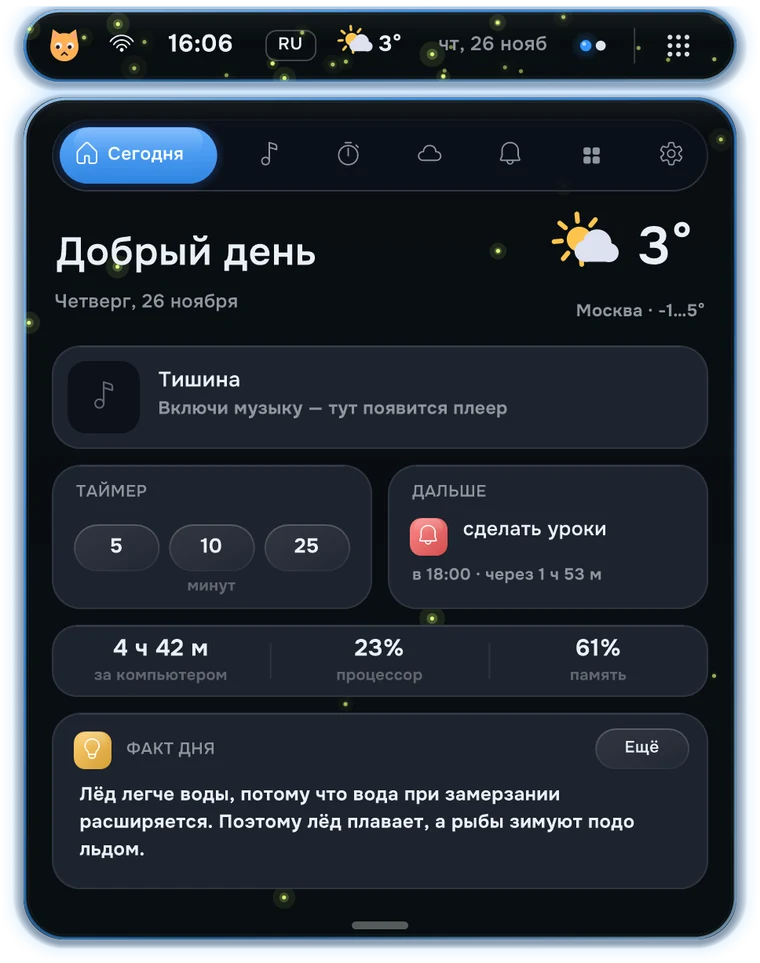 16:06 RU 3° чт, 26 нояб
Сегодня
Добрый день 3°
Четверг, 26 ноября
Москва · -1…5°
Тишина
Включи музыку — тут появится плеер
ТАЙМЕР
5 10 25
минут
ДАЛЬШЕ
сделать уроки
в 18:00 · через 1 ч 53 м
4 ч 42 м 23% 61%
за компьютером процессор память
ФАКТ ДНЯ Ещё
Лёд легче воды, потому что вода при замерзании
расширяется. Поэтому лёд плавает, а рыбы зимуют подо
льдом.